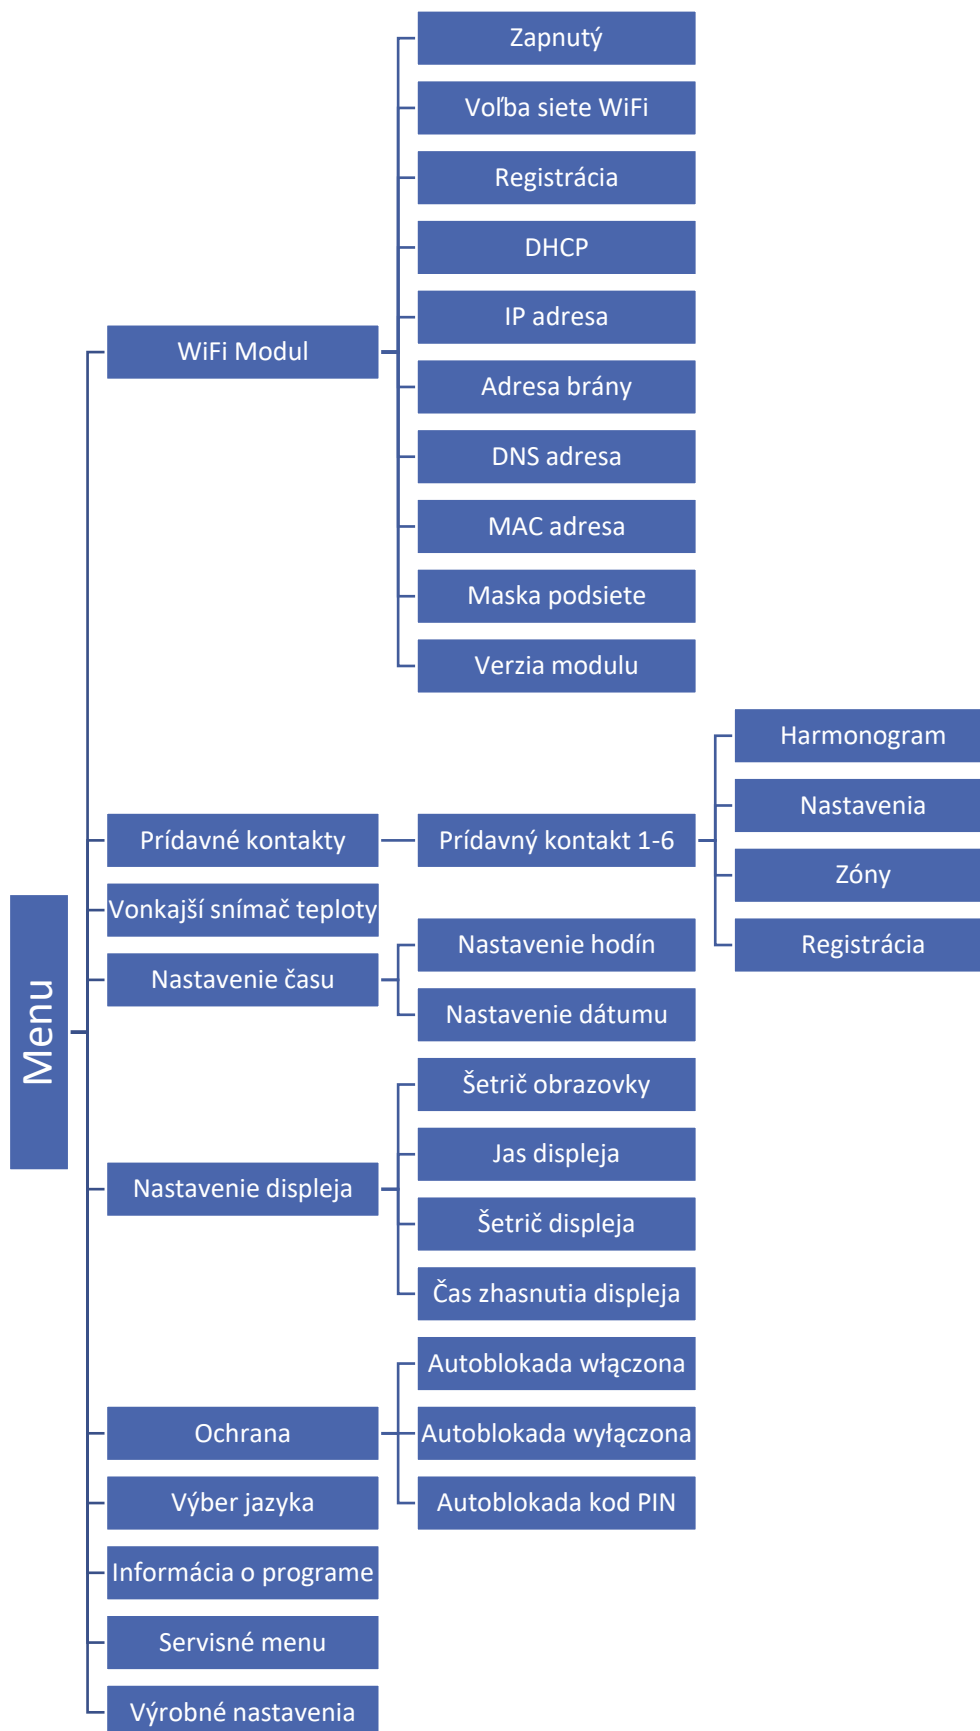 Menu
WiFi Modul
Zapnutý
Voľba siete WiFi
Registrácia
DHCP
IP adresa
Adresa brány
DNS adresa
MAC adresa
Maska podsiete
Verzia modulu
Prídavné kontakty
Prídavný kontakt 1-6
Harmonogram
Nastavenia
Zóny
Registrácia
Vonkajší snímač teploty
Nastavenie času
Nastavenie hodín
Nastavenie dátumu
Nastavenie displeja
Šetrič obrazovky
Jas displeja
Šetrič displeja
Čas zhasnutia displeja
Ochrana
Autoblokada włączona
Autoblokada wyłączona
Autoblokada kod PIN
Výber jazyka
Informácia o programe
Servisné menu
Výrobné nastavenia